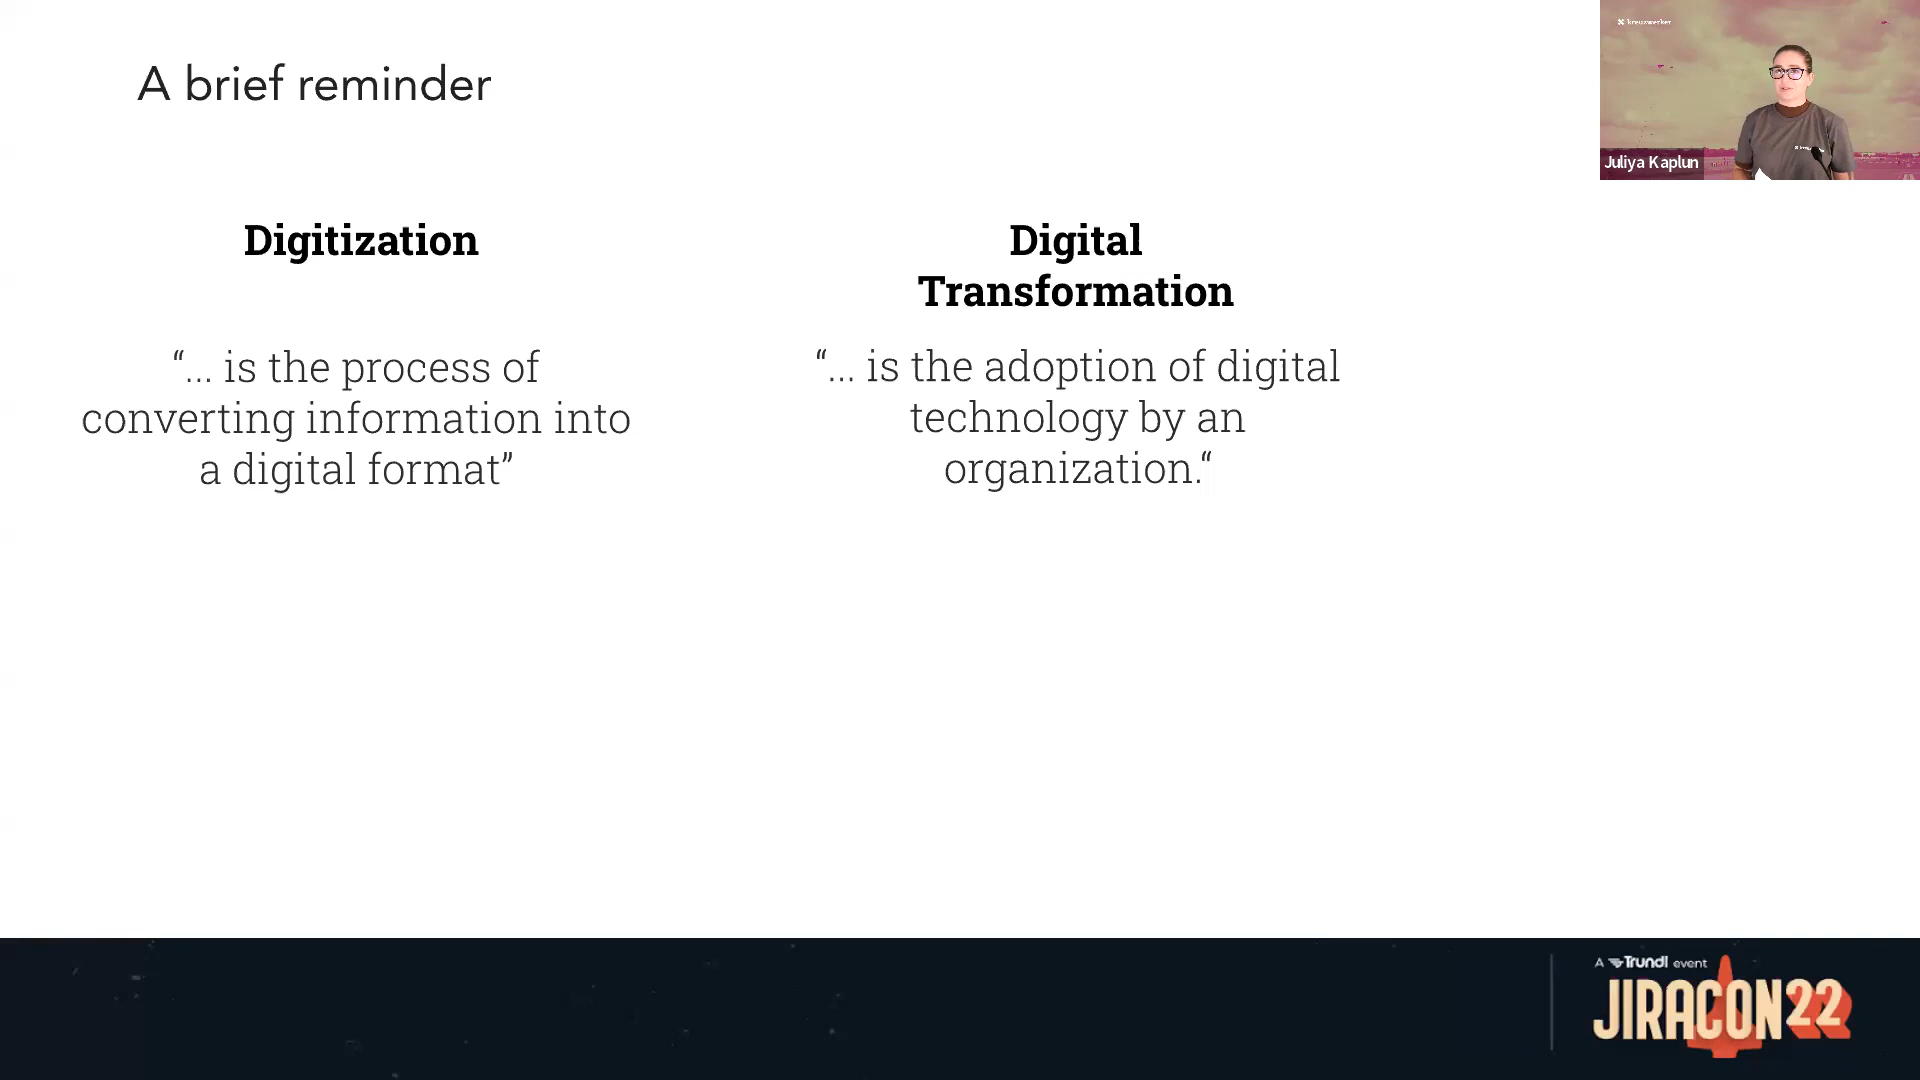 A brief reminder
kreuzwerker
Juliya Kaplun
Digitization
“... is the process of
converting information into
a digital format”
Digital
Transformation
“... is the adoption of digital
technology by an
organization.“
A Trundl event
JIRACON22